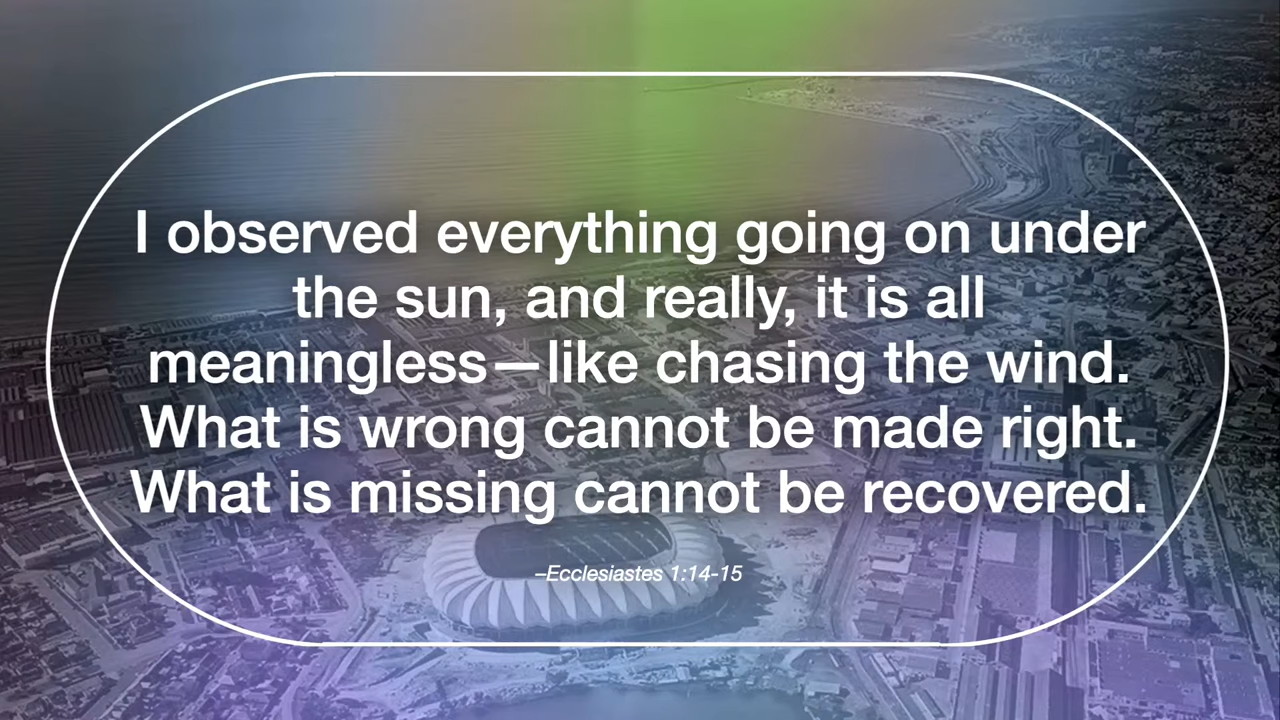 I observed everything going on under
the sun, and really, it is all
meaningless—like chasing the wind.
What is wrong cannot be made right.
What is missing cannot be recovered.
–Ecclesiastes 1:14-15